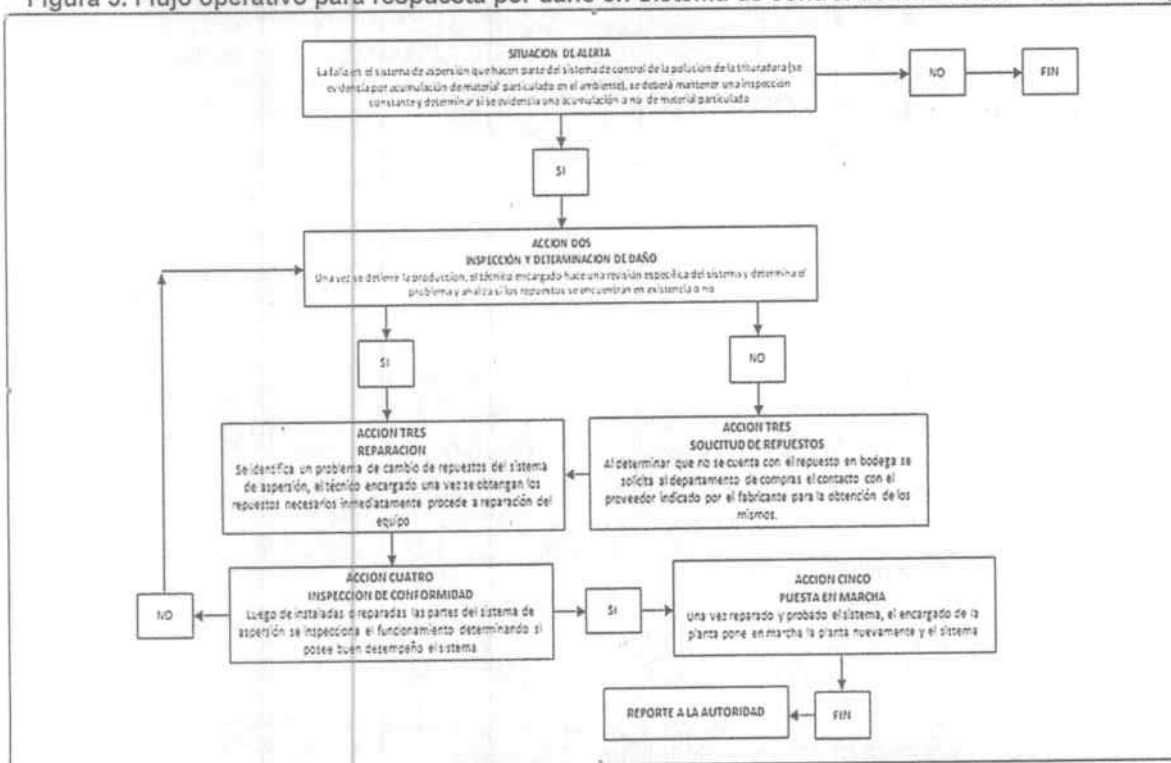 Figura 5. Flujo operativo para respuesta por daño en Sistema de control
SITUACION DE ALERTA
La falla en el sistema de aspersión que hacen parte del sistema de control de la polución de la trituradora (se
evidencia por acumulación de material particulado en el ambiente), se deberá mantener una inspección
constante y determinar si se evidencia una acumulación o no de material particulado
NO
FIN
SI
ACCION DOS
INSPECCIÓN Y DETERMINACION DE DAÑO
Una vez se detiene la producción, el técnico encargado hace una revisión especifica del sistema y determina el
problema y analiza si los repuestos se encuentran en existencia o no
SI
NO
ACCION TRES
REPARACION
Se identifica un problema de cambio de repuestos del sistema
de aspersión, el técnico encargado una vez se obtengan los
repuestos necesarios inmediatamente procede a reparación del
equipo
ACCION TRES
SOLICITUD DE REPUESTOS
Al determinar que no se cuenta con el repuesto en bodega se
solicita al departamento de compras el contacto con el
proveedor indicado por el fabricante para la obtención de los
mismos.
NO
ACCION CUATRO
INSPECCION DE CONFORMIDAD
Luego de instaladas o reparadas las partes del sistema de
aspersión se inspecciona el funcionamiento determinando si
posee buen desempeño el sistema
SI
ACCION CINCO
PUESTA EN MARCHA
Una vez reparado y probado el sistema, el encargado de la
planta pone en marcha la planta nuevamente y el sistema
REPORTE A LA AUTORIDAD
FIN